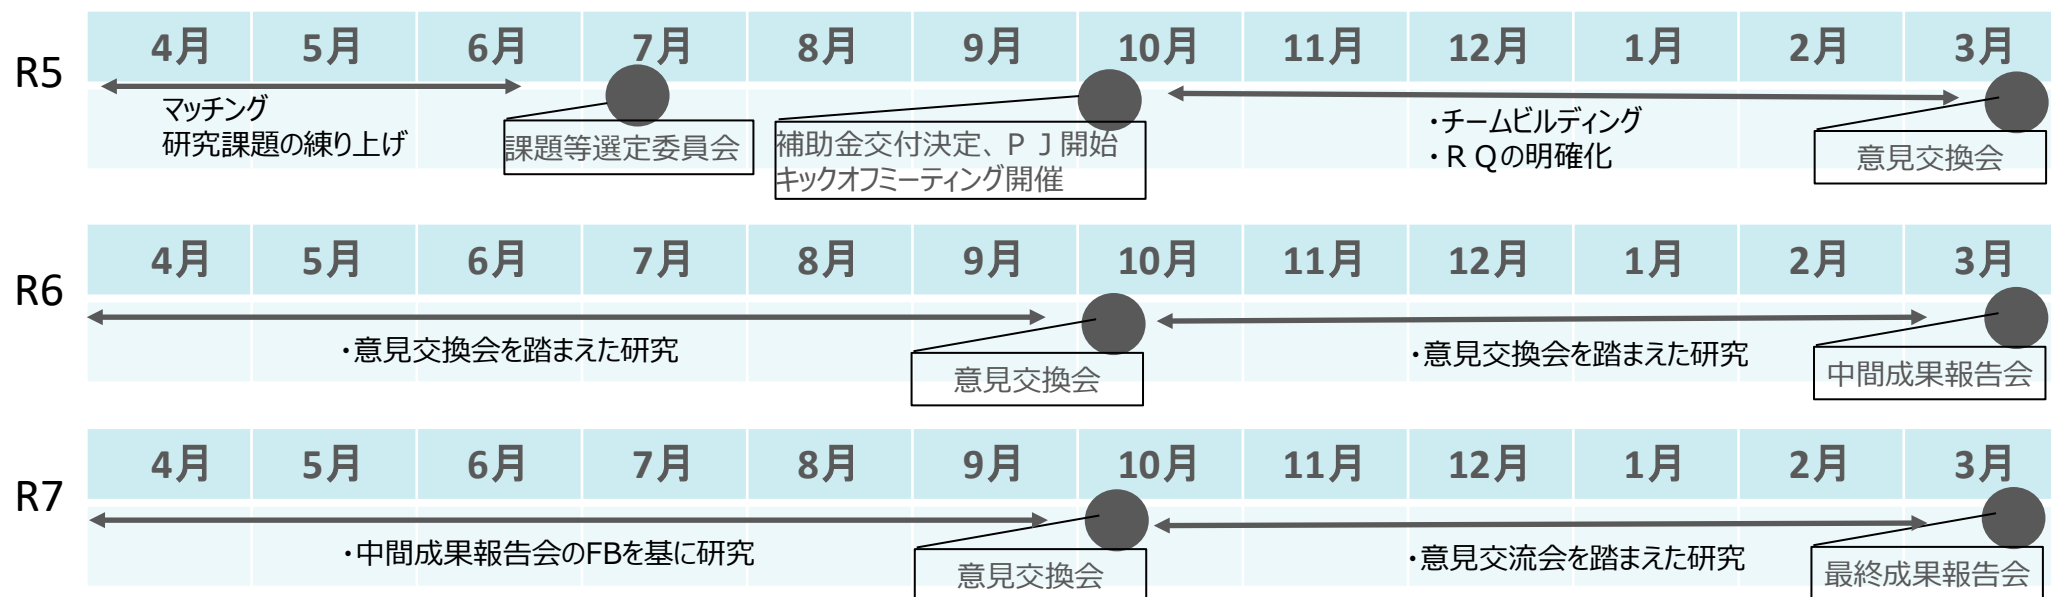 R5
4月 5月 6月 7月 8月 9月 10月 11月 12月 1月 2月 3月
マッチング
研究課題の練り上げ
課題等選定委員会
補助金交付決定、ＰＪ開始
キックオフミーティング開催
・チームビルディング
・ＲＱの明確化
意見交換会
R6
4月 5月 6月 7月 8月 9月 10月 11月 12月 1月 2月 3月
・意見交換会を踏まえた研究
意見交換会
・意見交換会を踏まえた研究
中間成果報告会
R7
4月 5月 6月 7月 8月 9月 10月 11月 12月 1月 2月 3月
・中間成果報告会のFBを基に研究
意見交換会
・意見交流会を踏まえた研究
最終成果報告会